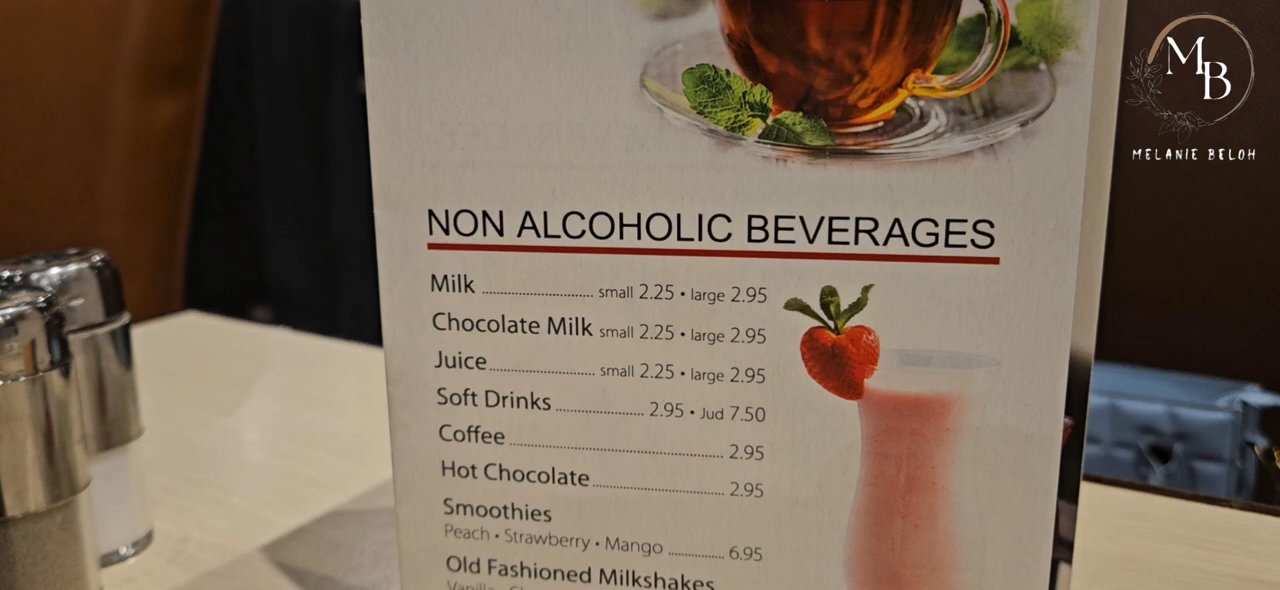 MB
MELANIE BELOH
NON ALCOHOLIC BEVERAGES
Milk ........................ small 2.25 • large 2.95
Chocolate Milk small 2.25 • large 2.95
Juice ........................ small 2.25 • large 2.95
Soft Drinks ........................ 2.95 • Jud 7.50
Coffee ........................ 2.95
Hot Chocolate ........................ 2.95
Smoothies
Peach • Strawberry • Mango ............ 6.95
Old Fashioned Milkshakes